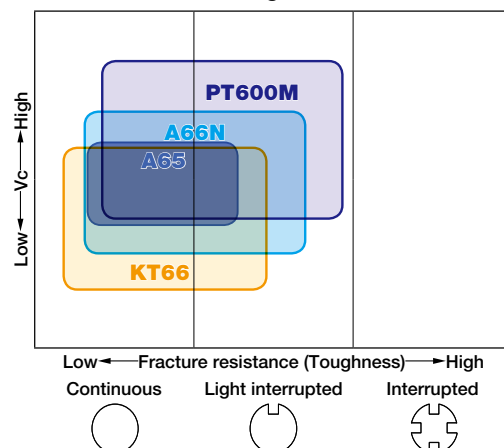 PT600M
A66N
A65
KT66
Low Vc High
Low Fracture resistance (Toughness) High
Continuous Light interrupted Interrupted